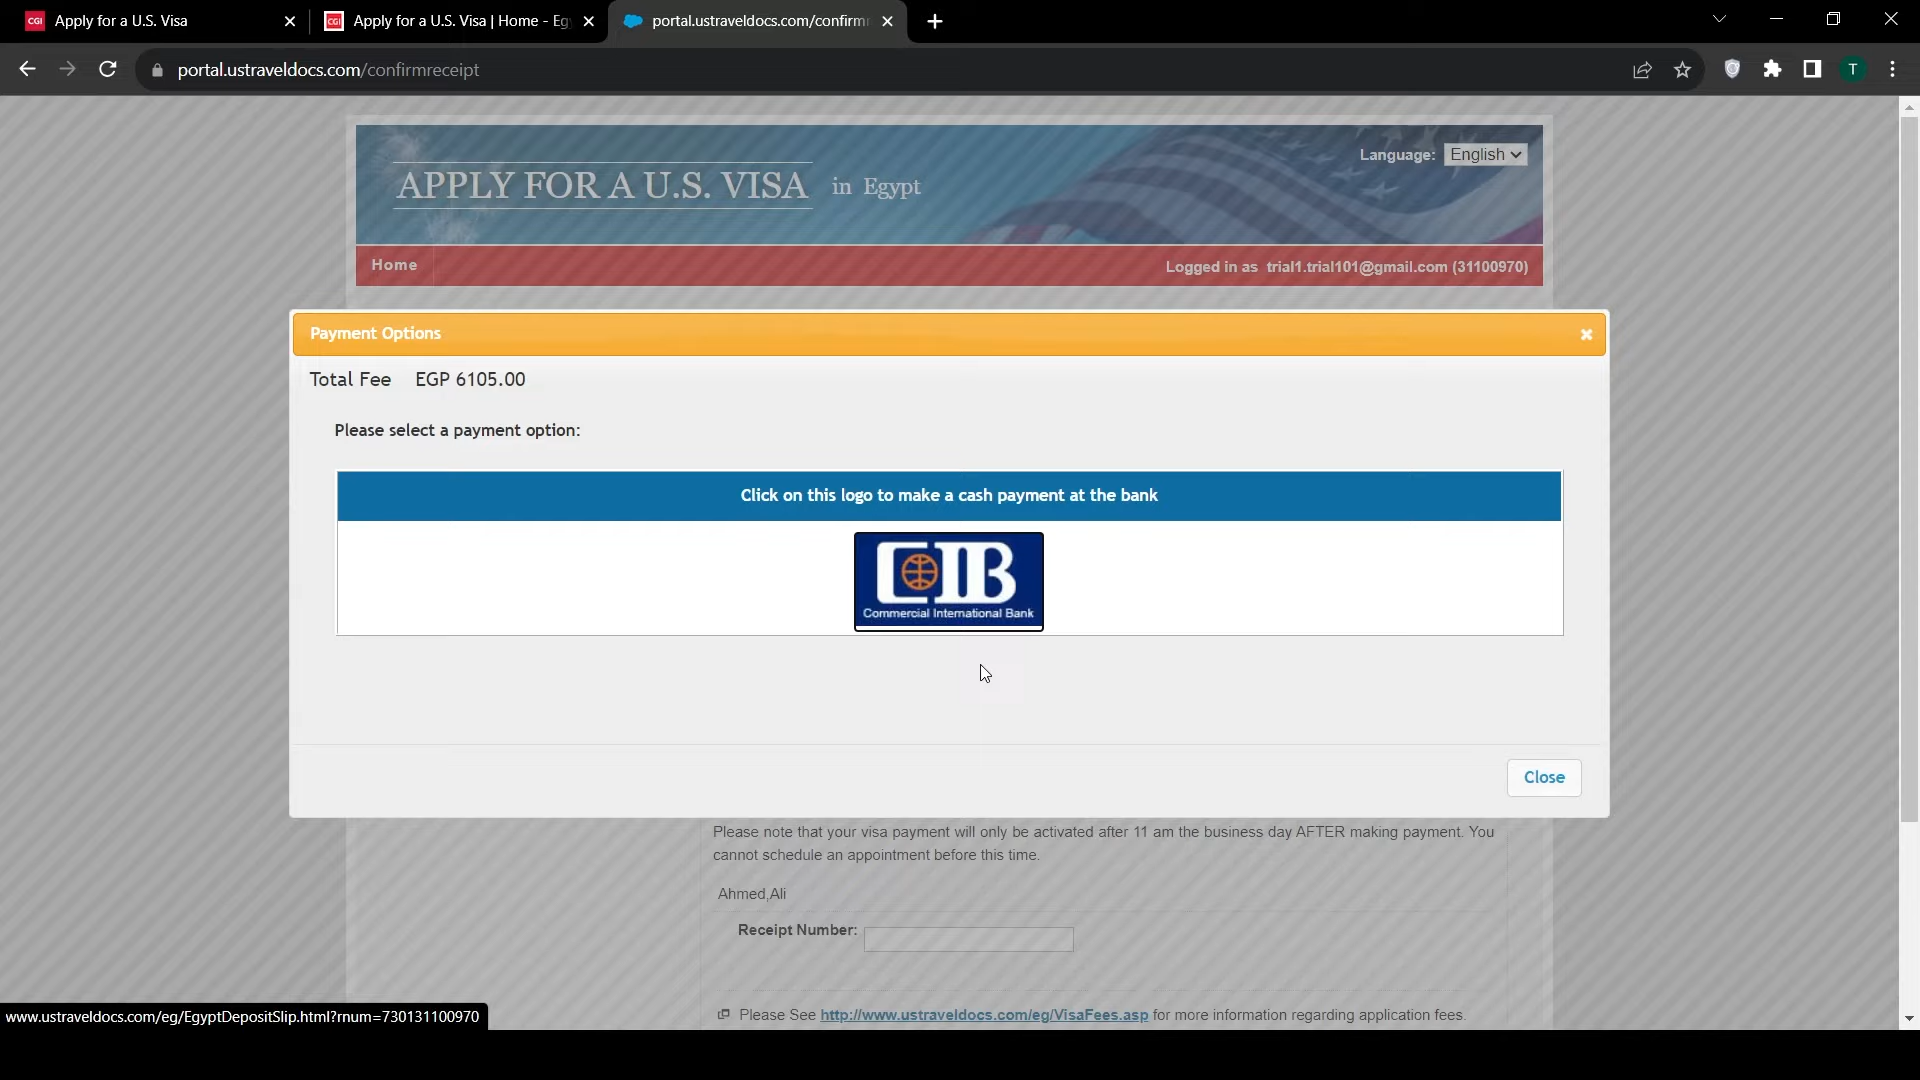 CGI
Apply for a U.S. Visa
CGI
Apply for a U.S. Visa | Home - Eg
portal.ustraveldocs.com/confirm
portal.ustraveldocs.com/confirmreceipt
T
APPLY FOR A U.S. VISA in Egypt
Language: English
Home
Logged in as trial1.trial101@gmail.com (31100970)
Payment Options
Total Fee EGP 6105.00
Please select a payment option:
Click on this logo to make a cash payment at the bank
CIB
Commercial International Bank
Close
Please note that your visa payment will only be activated after 11 am the business day AFTER making payment. You
cannot schedule an appointment before this time.
Ahmed,Ali
Receipt Number:
Please See http://www.ustraveldocs.com/eg/VisaFees.asp for more information regarding application fees.
www.ustraveldocs.com/eg/EgyptDepositSlip.html?rnum=730131100970